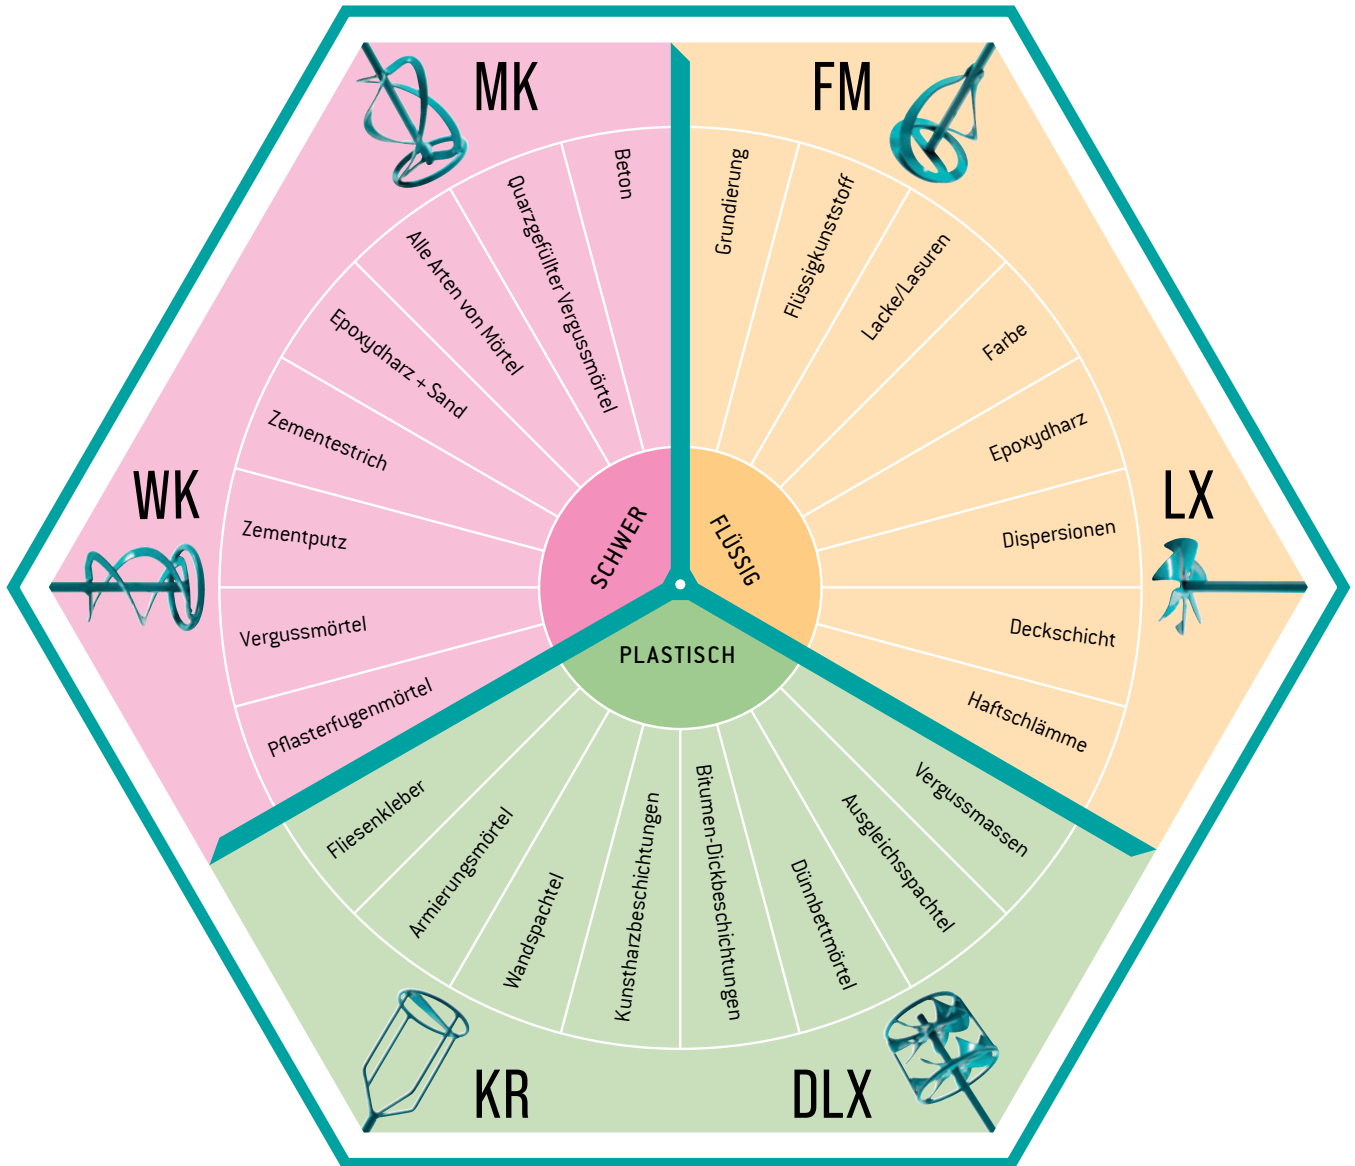 MK
FM
Beton
Quarzgefüllter Vergussmörtel
Alle Arten von Mörtel
Epoxydharz + Sand
Zementestrich
Zementputz
Vergussmörtel
Pflasterfugenmörtel
WK
SCHWER
Grundierung
Flüssigkunststoff
Lacke/Lasuren
Farbe
Epoxydharz
Dispersionen
Deckschicht
Haftschlämme
LX
FLÜSSIG
PLASTISCH
Fliesenkleber
Armierungsmörtel
Wandspachtel
Kunstharzbeschichtungen
Bitumen-Dickbeschichtungen
Dünnbettmörtel
Ausgleichsspachtel
Vergussmassen
KR
DLX